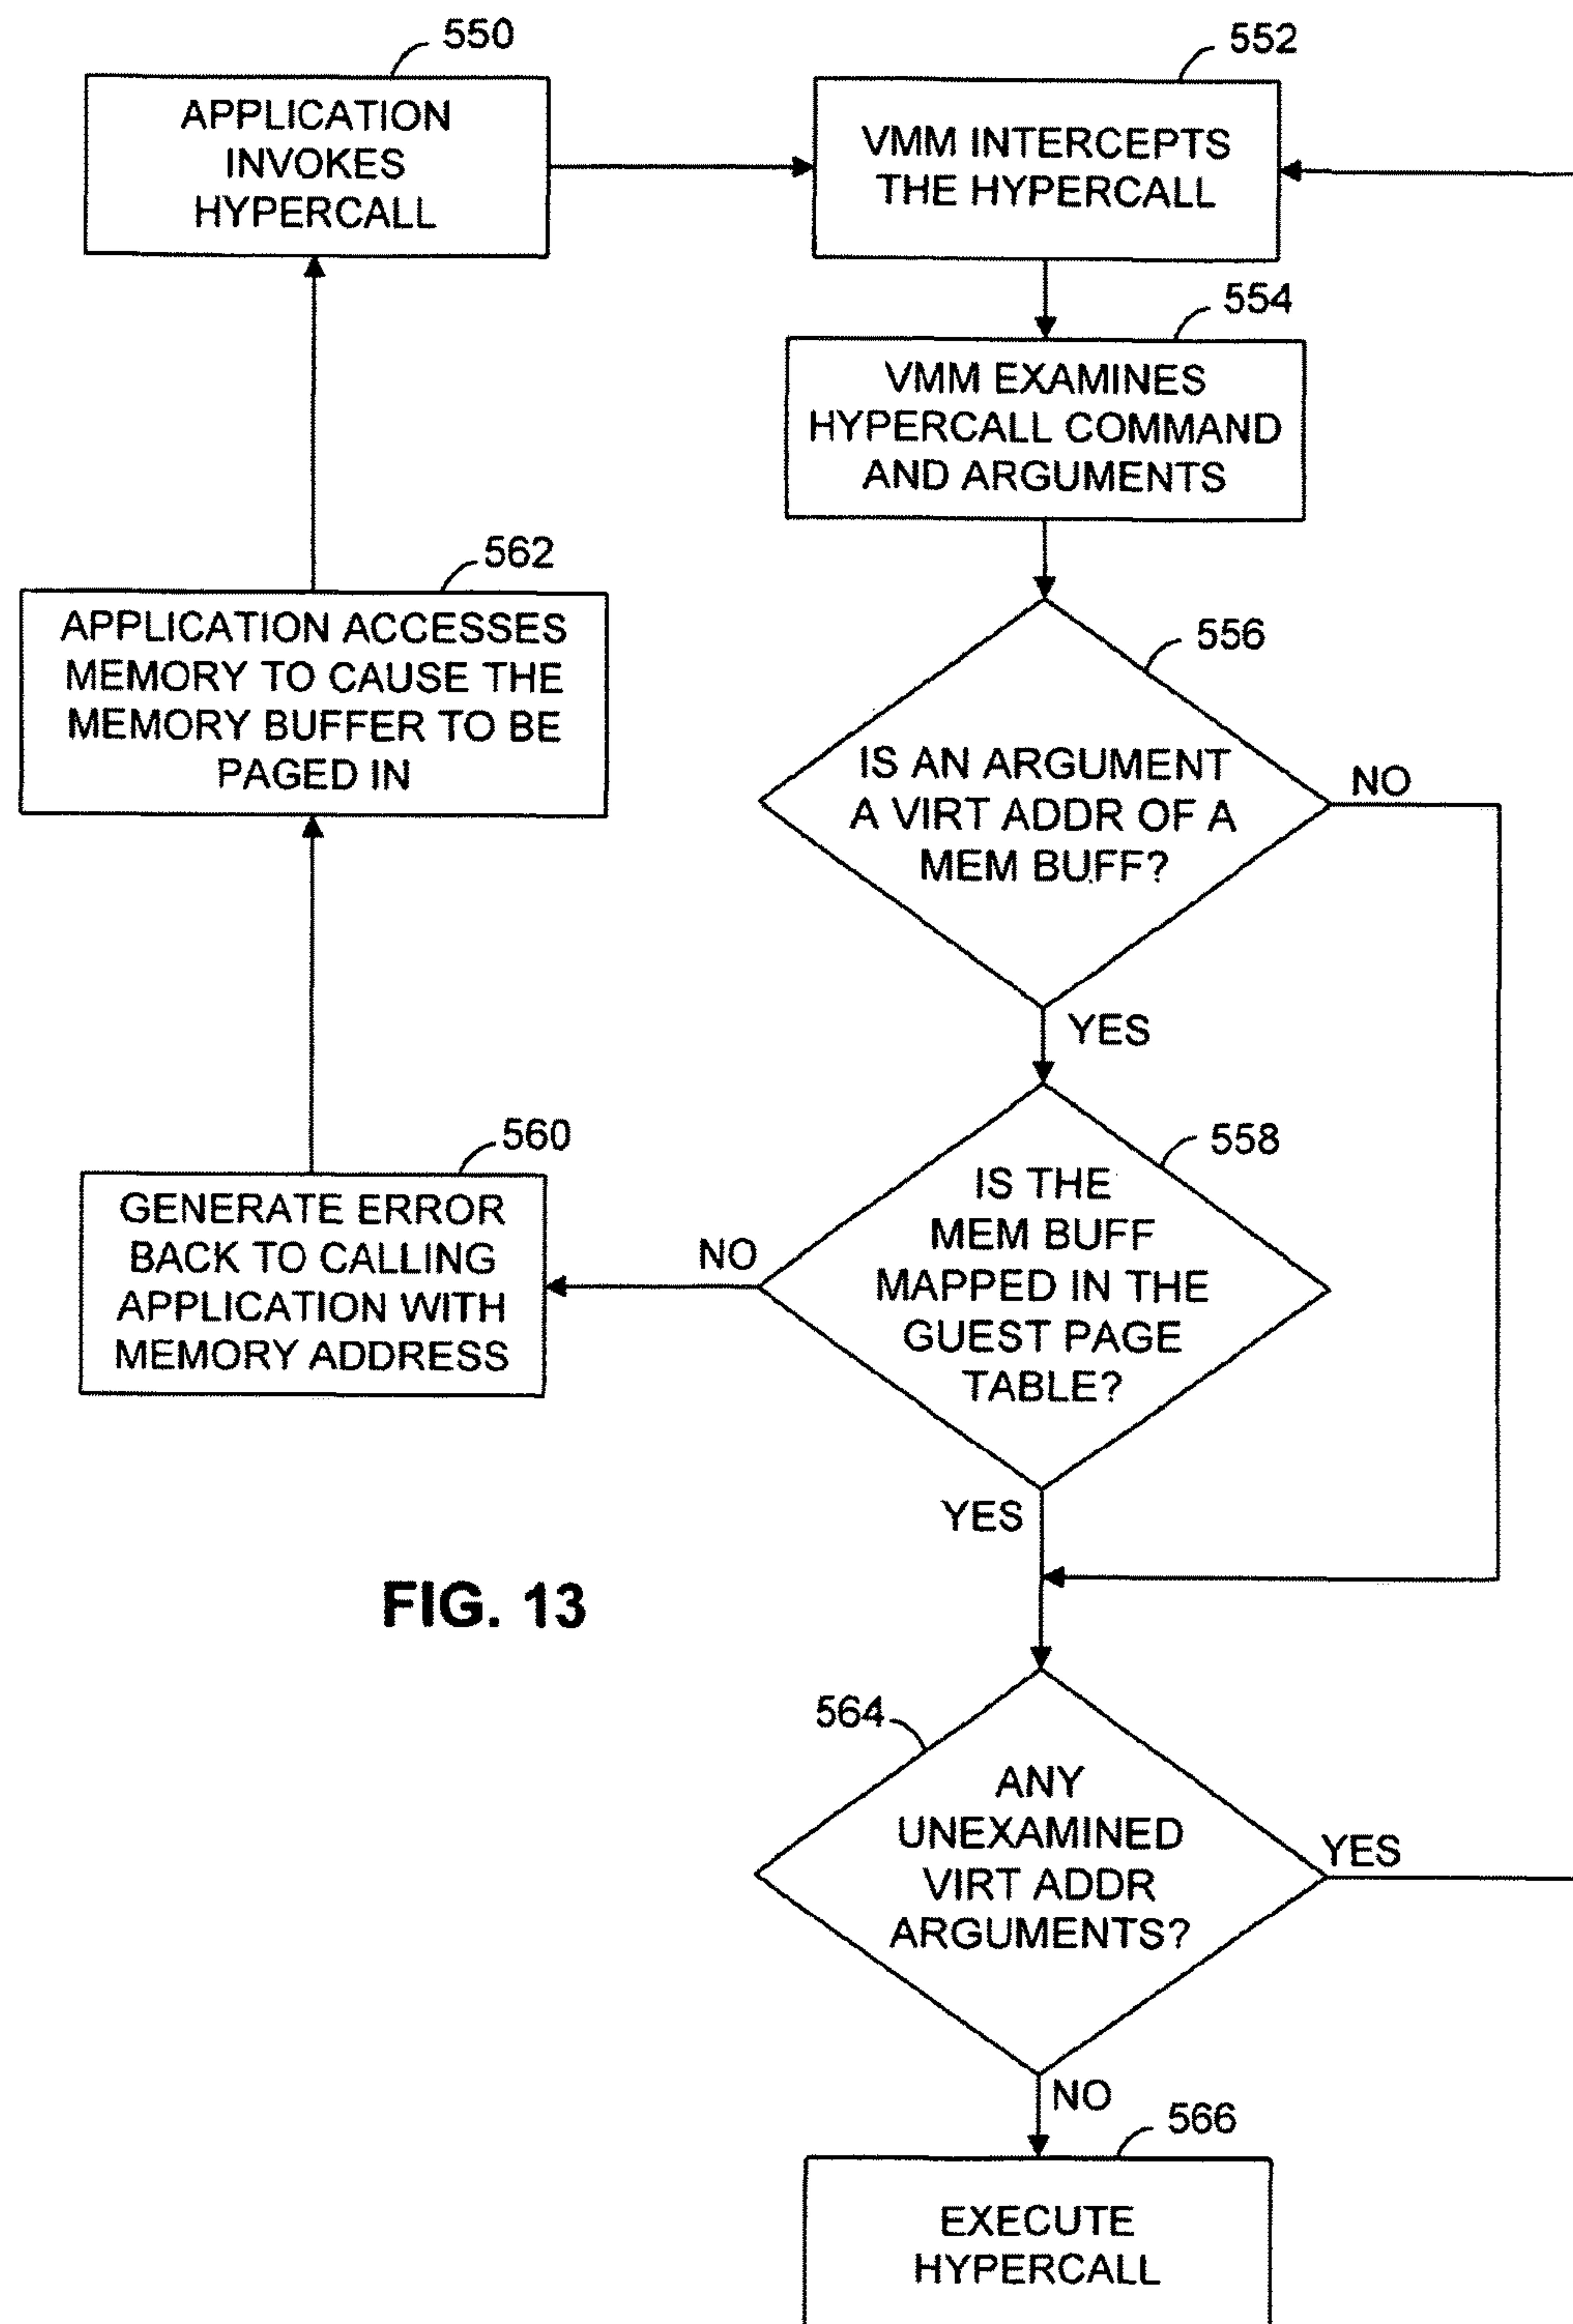 550
APPLICATION
INVOKES
HYPERCALL
552
VMM INTERCEPTS
THE HYPERCALL
554
VMM EXAMINES
HYPERCALL COMMAND
AND ARGUMENTS
562
APPLICATION ACCESSES
MEMORY TO CAUSE THE
MEMORY BUFFER TO BE
PAGED IN
556
IS AN ARGUMENT
A VIRT ADDR OF A
MEM BUFF?
NO
YES
560
GENERATE ERROR
BACK TO CALLING
APPLICATION WITH
MEMORY ADDRESS
NO
558
IS THE
MEM BUFF
MAPPED IN THE
GUEST PAGE
TABLE?
YES
FIG. 13
564
ANY
UNEXAMINED
VIRT ADDR
ARGUMENTS?
YES
NO
566
EXECUTE
HYPERCALL